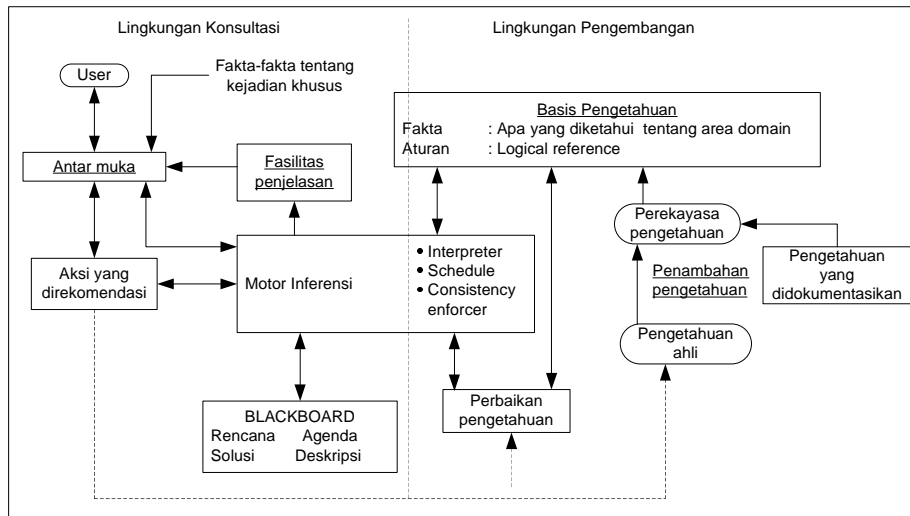 Lingkungan Konsultasi
Lingkungan Pengembangan
User
Fakta-fakta tentang
kejadian khusus
Basis Pengetahuan
Fakta : Apa yang diketahui tentang area domain
Aturan : Logical reference
Antar muka
Fasilitas
penjelasan
Perekayasa
pengetahuan
Aksi yang
direkomendasi
Motor Inferensi
• Interpreter
• Schedule
• Consistency
enforcer
Penambahan
pengetahuan
Pengetahuan
yang
didokumentasikan
Pengetahuan
ahli
BLACKBOARD
Rencana Agenda
Solusi Deskripsi
Perbaikan
pengetahuan